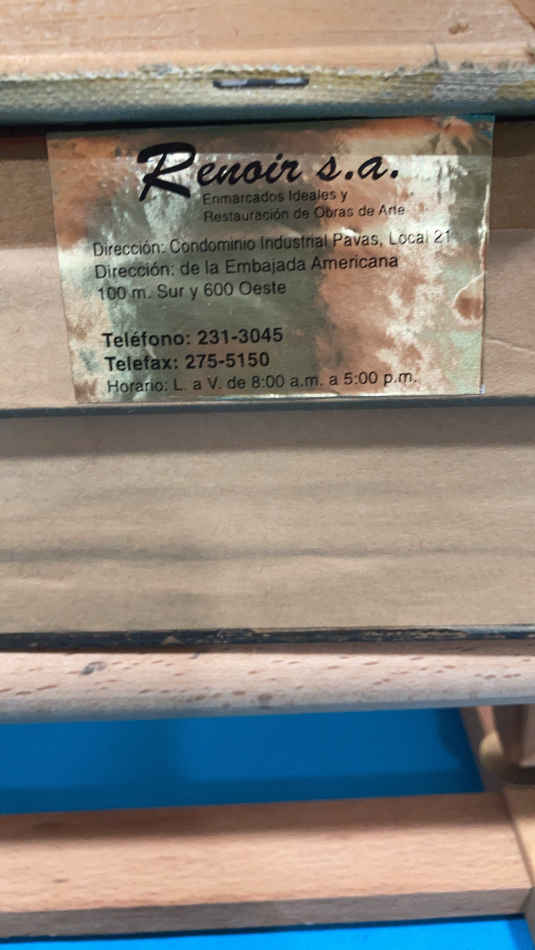 Renoir s.a.
Enmarcados Ideales y
Restauración de Obras de Arte
Dirección: Condominio Industrial Pavas, Local 21
Dirección: de la Embajada Americana
100 m. Sur y 600 Oeste
Teléfono: 231-3045
Telefax: 275-5150
Horario: L. a V. de 8:00 a.m. a 5:00 p.m.